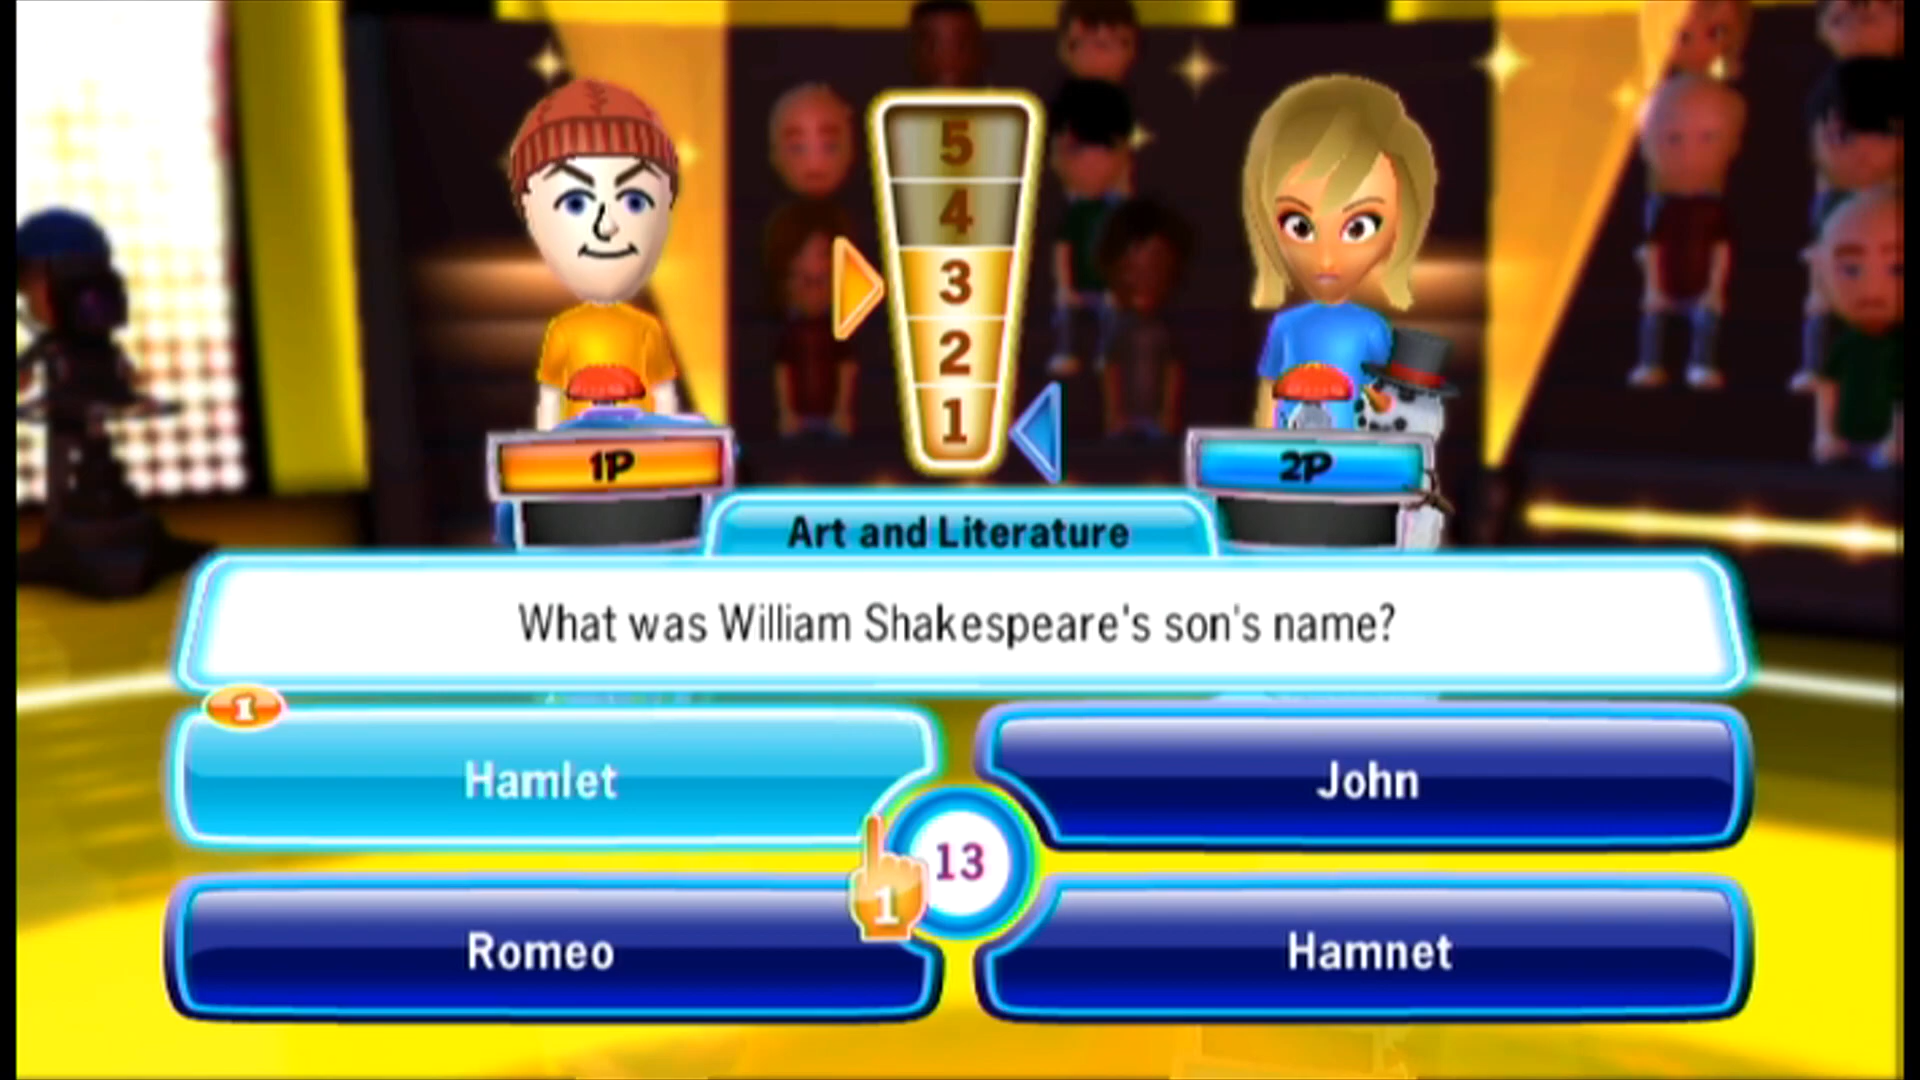 5
4
3
2
1
1P
2P
Art and Literature
What was William Shakespeare's son's name?
1
Hamlet
John
13
1
Romeo
Hamnet